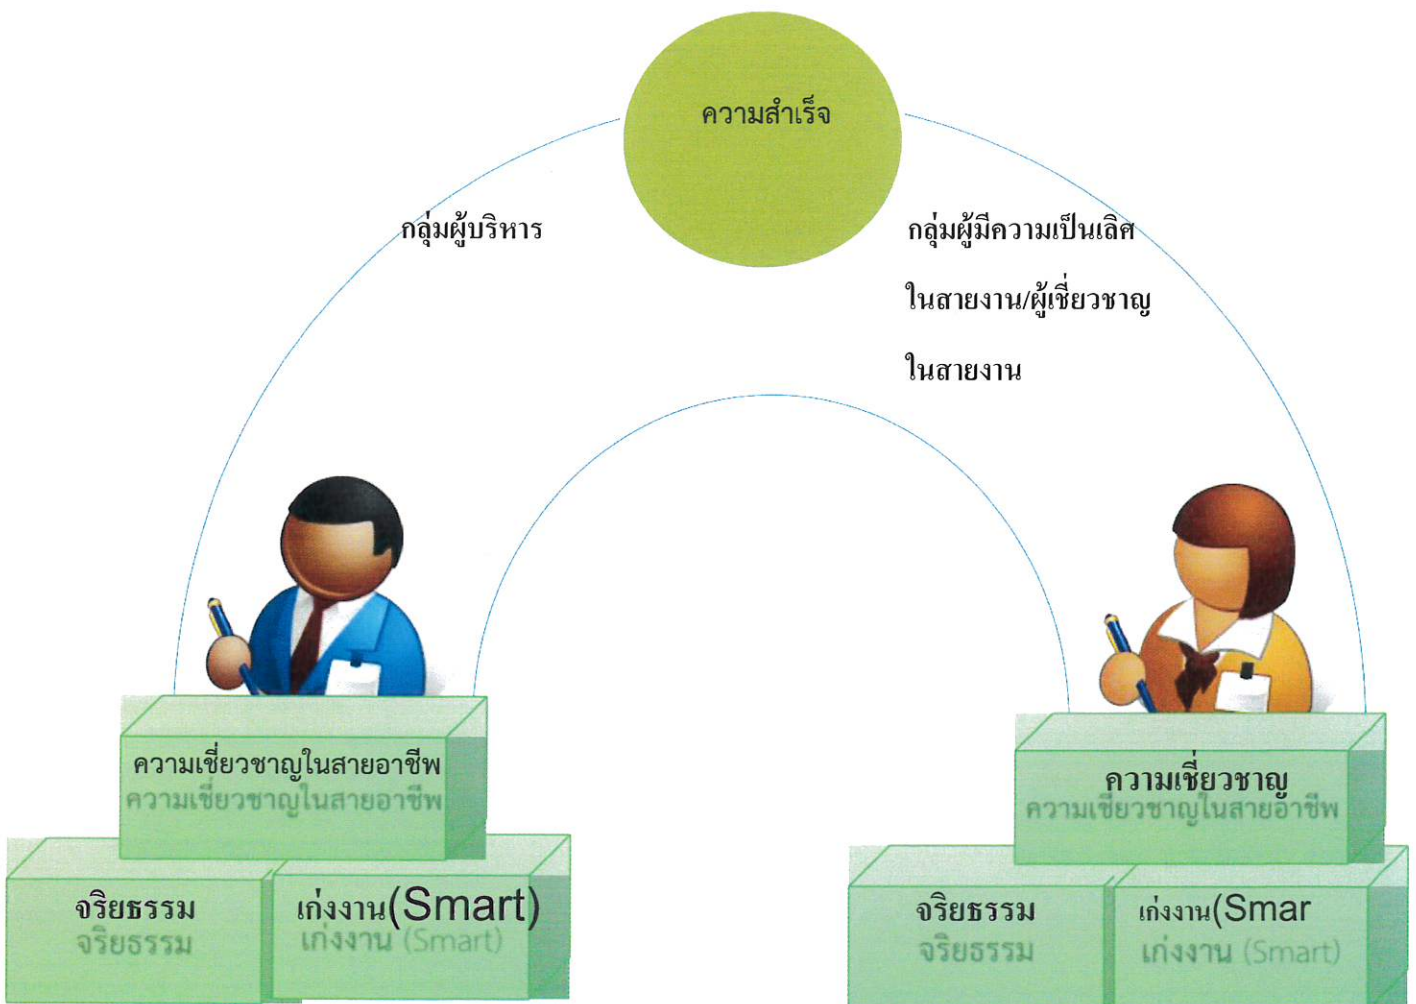 ความสำเร็จ
กลุ่มผู้บริหาร
กลุ่มผู้มีความเป็นเลิศ
ในสายงาน/ผู้เชี่ยวชาญ
ในสายงาน
ความเชี่ยวชาญในสายอาชีพ
ความเชี่ยวชาญในสายอาชีพ
จริยธรรม
จริยธรรม
เก่งงาน(Smart)
เก่งงาน (Smart)
ความเชี่ยวชาญ
ความเชี่ยวชาญในสายอาชีพ
จริยธรรม
จริยธรรม
เก่งงาน(Smar
เก่งงาน (Smart)